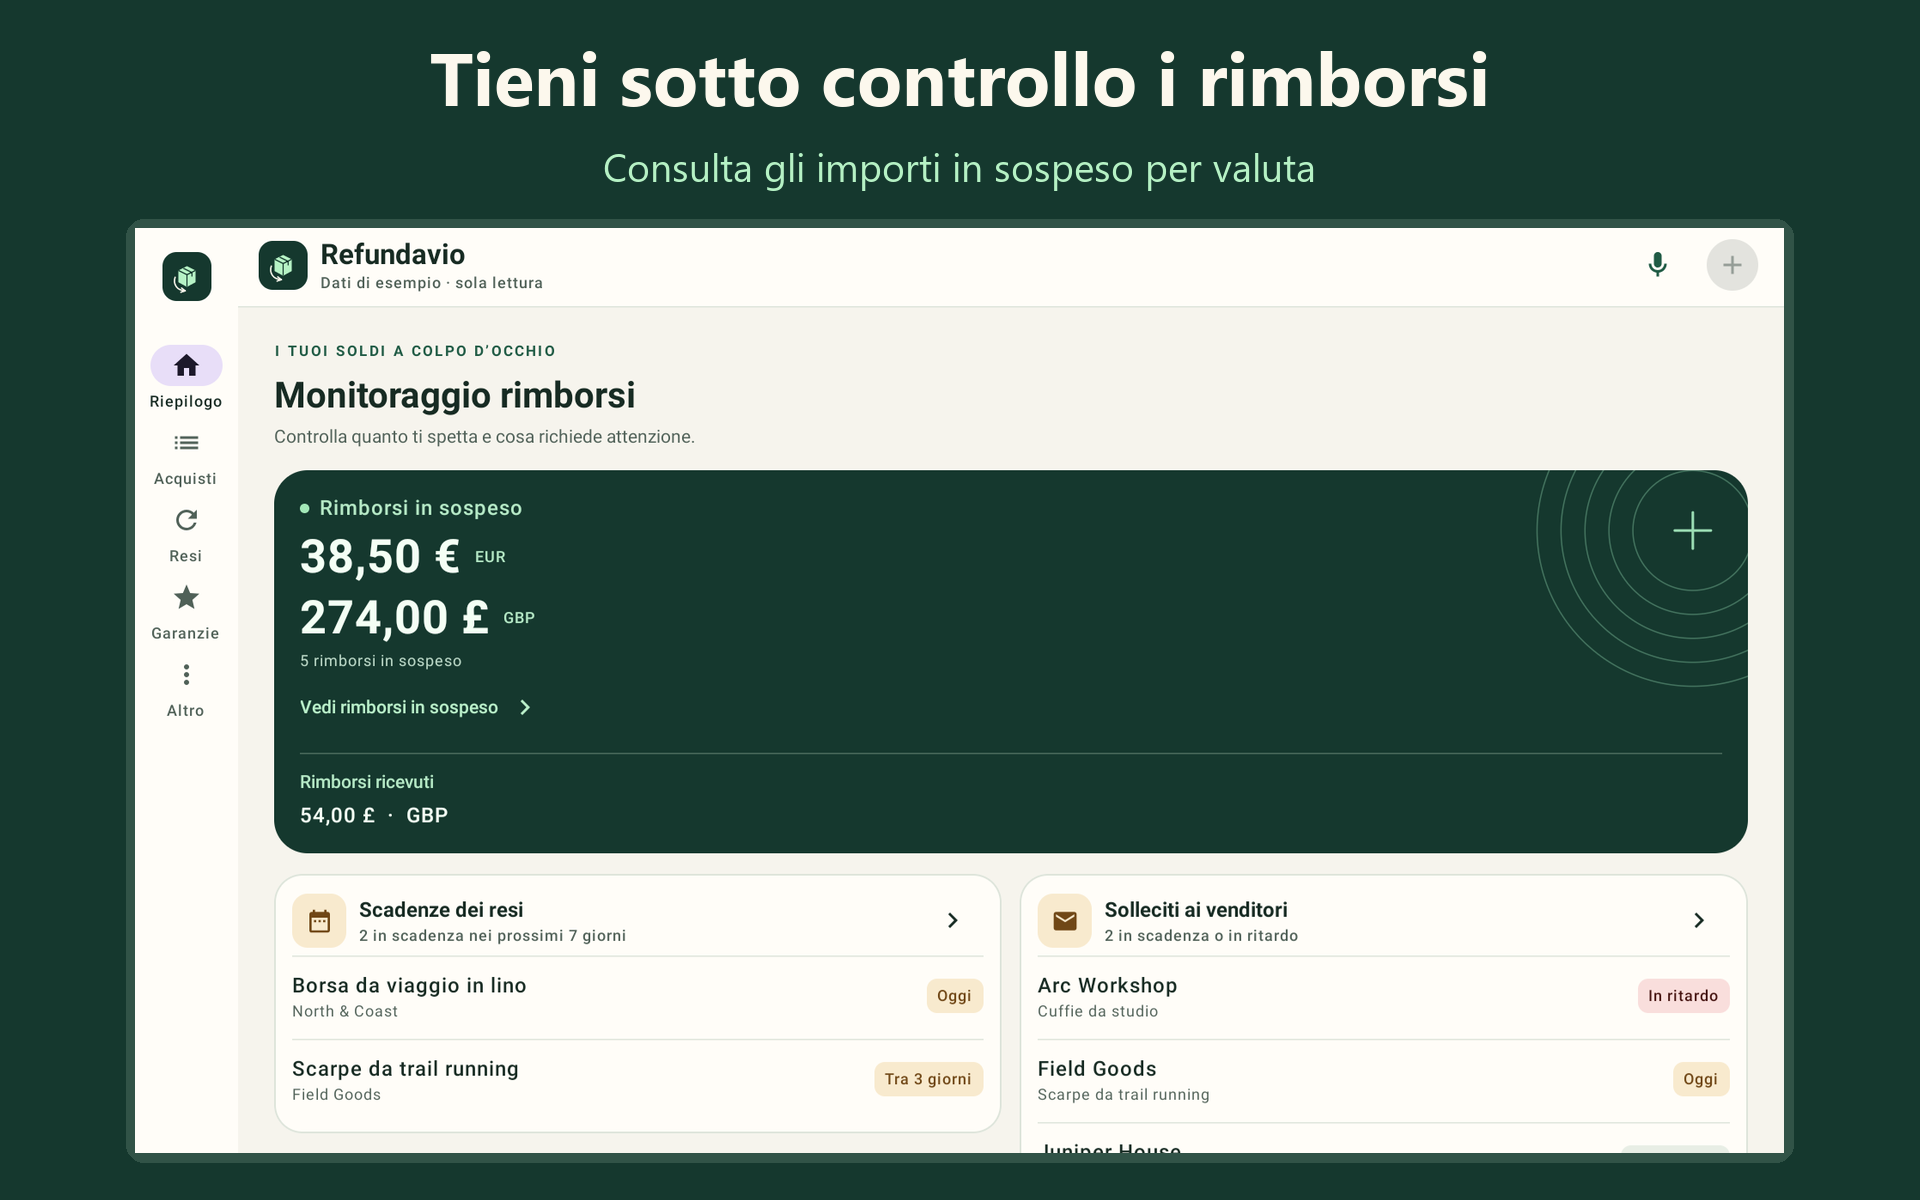 Tieni sotto controllo i rimborsi
Consulta gli importi in sospeso per valuta
Refundavio
Dati di esempio · sola lettura
Riepilogo
Acquisti
Resi
Garanzie
Altro
I TUOI SOLDI A COLPO D’OCCHIO
Monitoraggio rimborsi
Controlla quanto ti spetta e cosa richiede attenzione.
Rimborsi in sospeso
38,50 € EUR
274,00 £ GBP
5 rimborsi in sospeso
Vedi rimborsi in sospeso
Rimborsi ricevuti
54,00 £ · GBP
Scadenze dei resi
2 in scadenza nei prossimi 7 giorni
Borsa da viaggio in lino
North & Coast
Oggi
Scarpe da trail running
Field Goods
Tra 3 giorni
Solleciti ai venditori
2 in scadenza o in ritardo
Arc Workshop
Cuffie da studio
In ritardo
Field Goods
Scarpe da trail running
Oggi
Juniper House